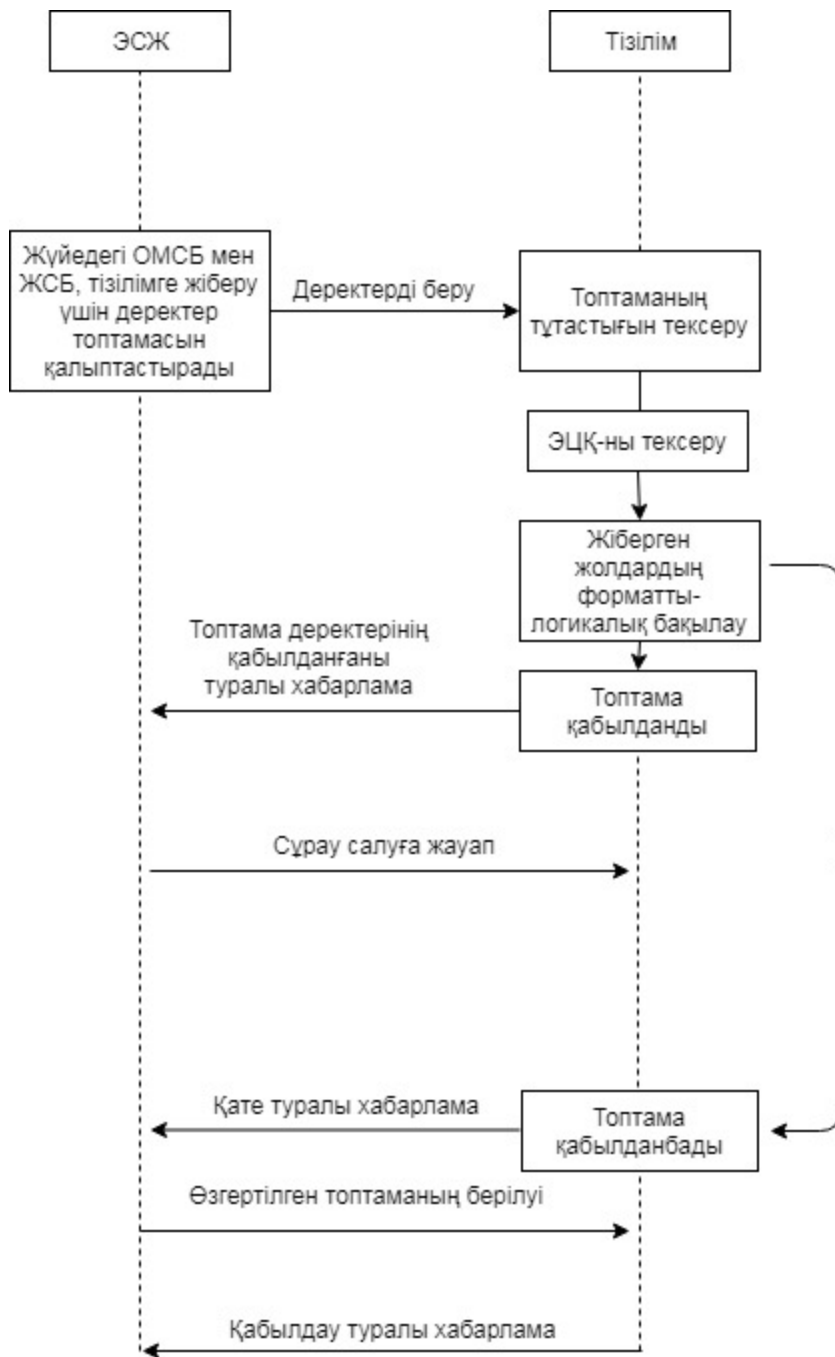 ЭСЖ
Тізілім
Жүйедегі ОМСБ мен
ЖСБ, тізілімге жіберу
үшін деректер
топтамасын
қалыптастырады
Деректерді беру
Топтаманың
тұтастығын тексеру
ЭЦҚ-ны тексеру
Жіберген
жолдардың
форматты-
логикалық бақылау
Топтама деректерінің
қабылданғаны
туралы хабарлама
Топтама
қабылданды
Сұрау салуға жауап
Қате туралы хабарлама
Топтама
қабылданбады
Өзгертілген топтаманың берілуі
Қабылдау туралы хабарлама